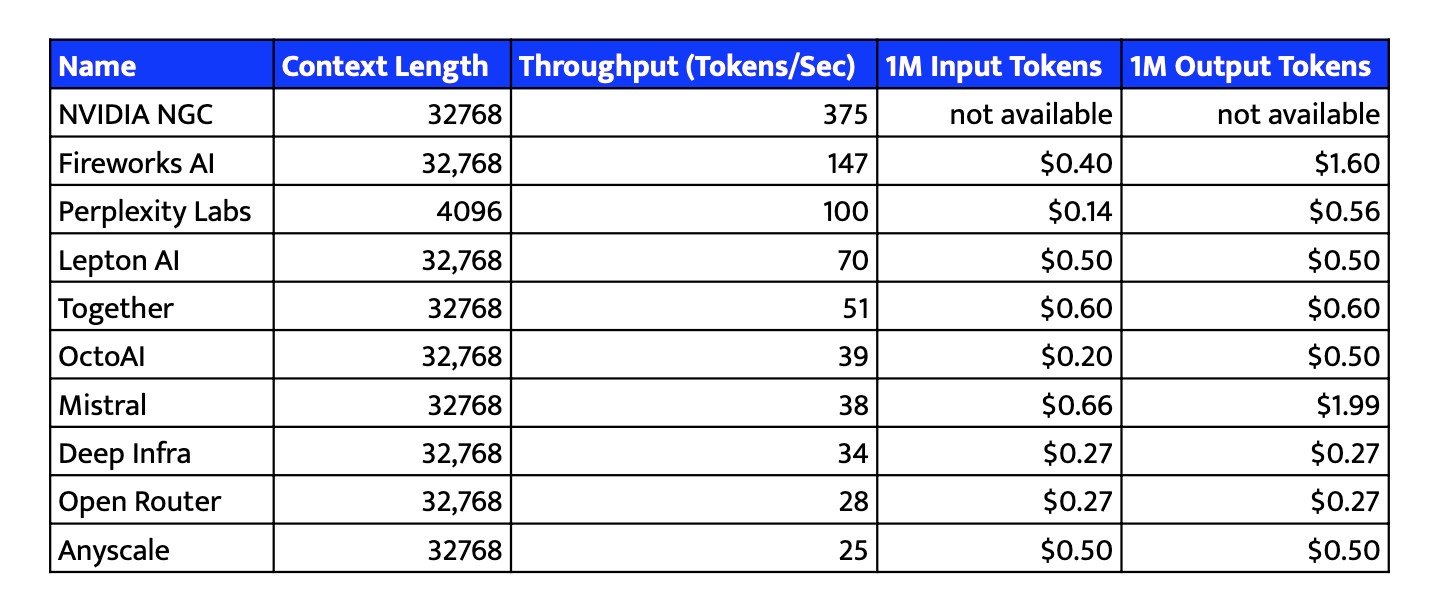 Name Context Length Throughput (Tokens/Sec) 1M Input Tokens 1M Output Tokens
NVIDIA NGC 32768 375 not available not available
Fireworks AI 32,768 147 $0.40 $1.60
Perplexity Labs 4096 100 $0.14 $0.56
Lepton AI 32,768 70 $0.50 $0.50
Together 32768 51 $0.60 $0.60
OctoAI 32,768 39 $0.20 $0.50
Mistral 32768 38 $0.66 $1.99
Deep Infra 32,768 34 $0.27 $0.27
Open Router 32,768 28 $0.27 $0.27
Anyscale 32768 25 $0.50 $0.50